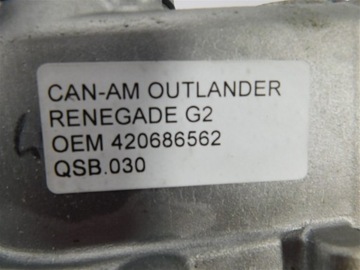 CAN-AM OUTLANDER
RENEGADE G2
OEM 420686562
QSB.030